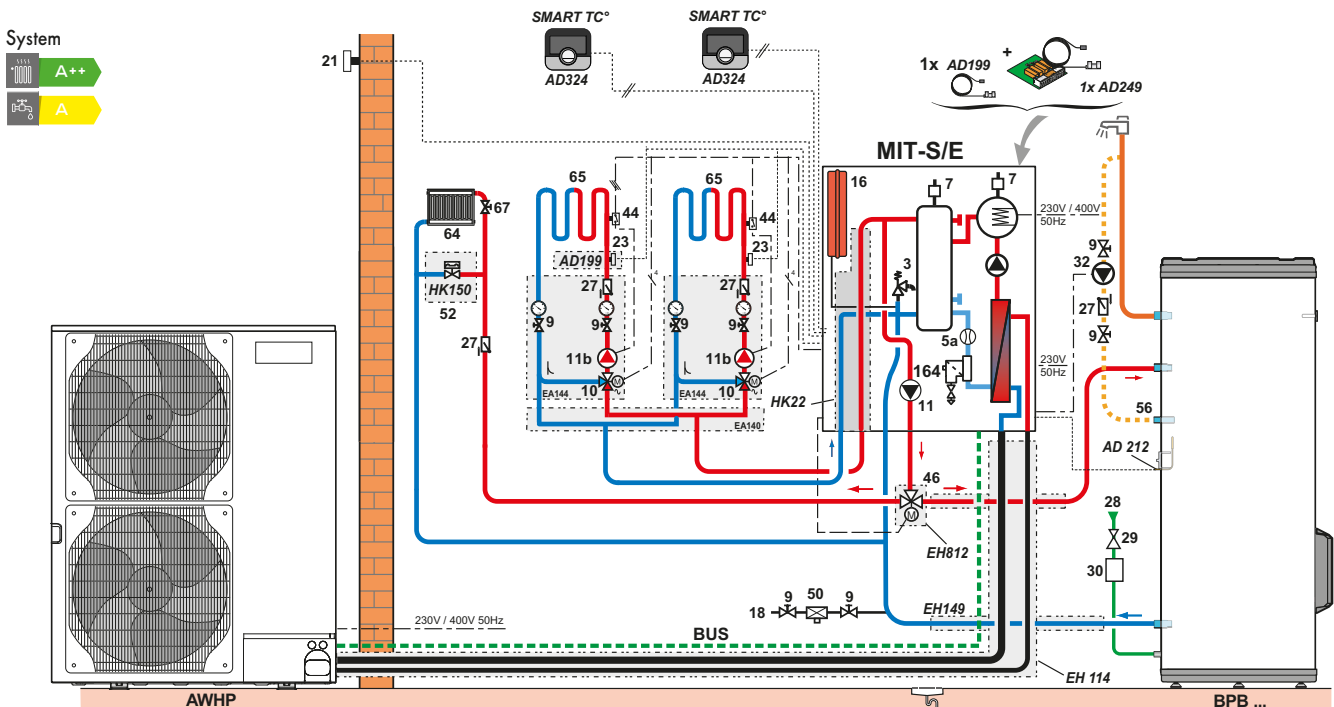 System
A++
A
SMART TC°
AD324
SMART TC°
AD324
1x AD199
+
1x AD249
21
MIT-S/E
16
7
7
230V / 400V
50Hz
3
5a
164
11
230V
50Hz
HK22
65
65
44
44
23
23
AD199
27
27
9
9
9
9
11b
11b
10
10
M
M
EA144
EA144
EA140
4
4
64
67
HK150
52
27
46
M
EH812
9
32
27
9
56
AD 212
28
29
30
18
9
50
9
EH149
230V / 400V 50Hz
BUS
EH 114
AWHP
BPB ...